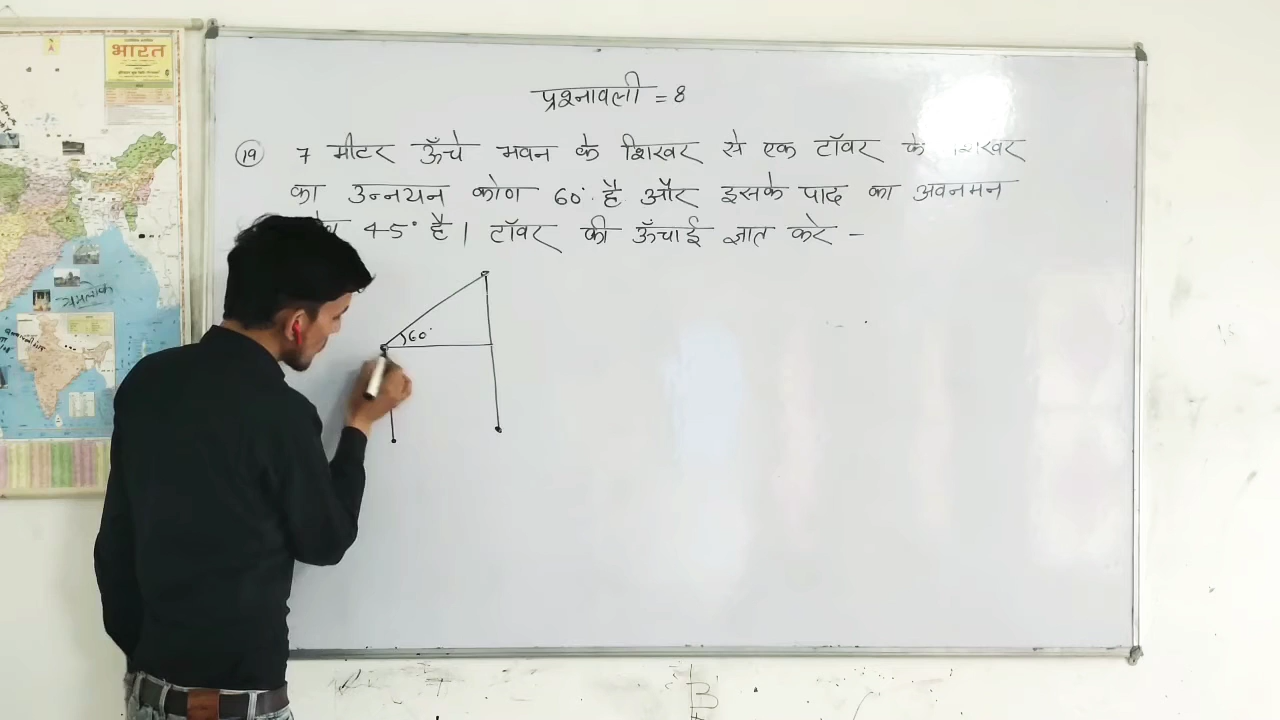 भारत
प्रश्नावली = 8
19 7 मीटर ऊँचे भवन के शिखर से एक टॉवर के शिखर
का उन्नयन कोण 60° है और इसके पाद का अवनमन
45° है। टॉवर की ऊँचाई ज्ञात करे -
60°
B